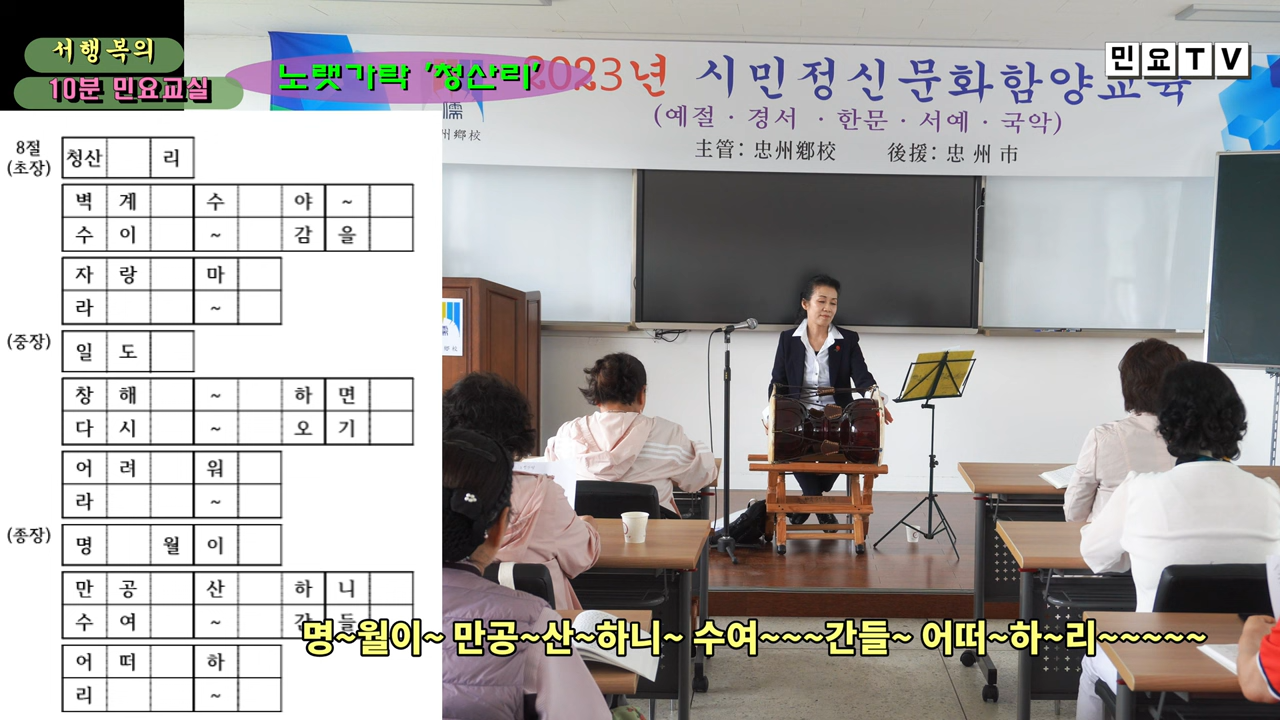 서행복의
10분 민요교실
노랫가락 '청산리'
민요TV
2023년 시민정신문화함양교육
(예절 · 경서 · 한문 · 서예 · 국악)
主管: 忠州鄕校 後援: 忠州市
儒
州鄕校
8절
(초장)
청산 리
벽 계 수 야 ~
수 이 ~ 감 을
자 랑 마
라 ~
(중장)
일 도
창 해 ~ 하 면
다 시 ~ 오 기
어 려 워
라 ~
(종장)
명 월 이
만 공 산 하 니
수 여 ~ 간 들
어 떠 하
리 ~
명~월이~ 만공~산~하니~ 수여~~~간들~ 어떠~하~리~~~~~